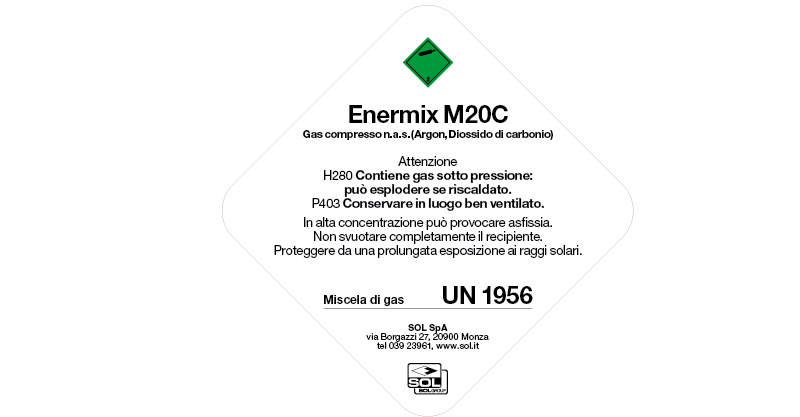 2
Enermix M20C
Gas compresso n.a.s.(Argon,Diossido di carbonio)
Attenzione
H280 Contiene gas sotto pressione:
può esplodere se riscaldato.
P403 Conservare in luogo ben ventilato.
In alta concentrazione può provocare asfissia.
Non svuotare completamente il recipiente.
Proteggere da una prolungata esposizione ai raggi solari.
Miscela di gas UN 1956
SOL SpA
via Borgazzi 27, 20900 Monza
tel 039 23961, www.sol.it
SOL
SOLGROUP